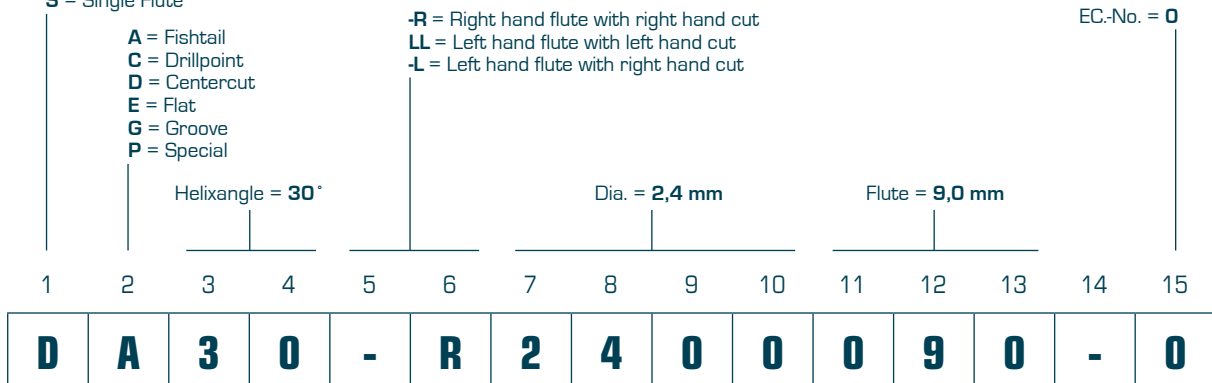 S = Single Flute
A = Fishtail
C = Drillpoint
D = Centercut
E = Flat
G = Groove
P = Special
-R = Right hand flute with right hand cut
LL = Left hand flute with left hand cut
-L = Left hand flute with right hand cut
EC.-No. = 0
Helixangle = 30°
Dia. = 2,4 mm
Flute = 9,0 mm
1 2 3 4 5 6 7 8 9 10 11 12 13 14 15
D A 3 0 - R 2 4 0 0 0 9 0 - 0